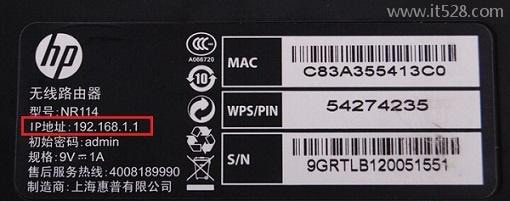 www.it528.com
hp
无线路由器
型号:NR114
IP地址:192.168.1.1
初始密码:admin
规格:9V⎓1A
售后服务热线:4008189990
制造商:上海惠普有限公司
CCC
A066720
10
MAC
C83A355413C0
WPS/PIN
54274235
S/N
9GRTLB120051551